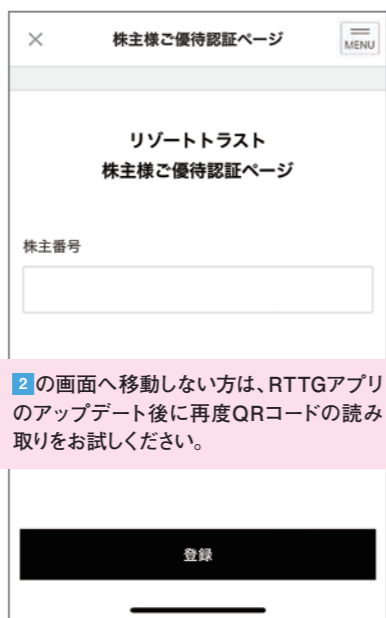 × 株主様ご優待認証ページ MENU
リゾートトラスト
株主様ご優待認証ページ
株主番号
2の画面へ移動しない方は、RTTGアプリ
のアップデート後に再度QRコードの読み
取りをお試しください。
登録